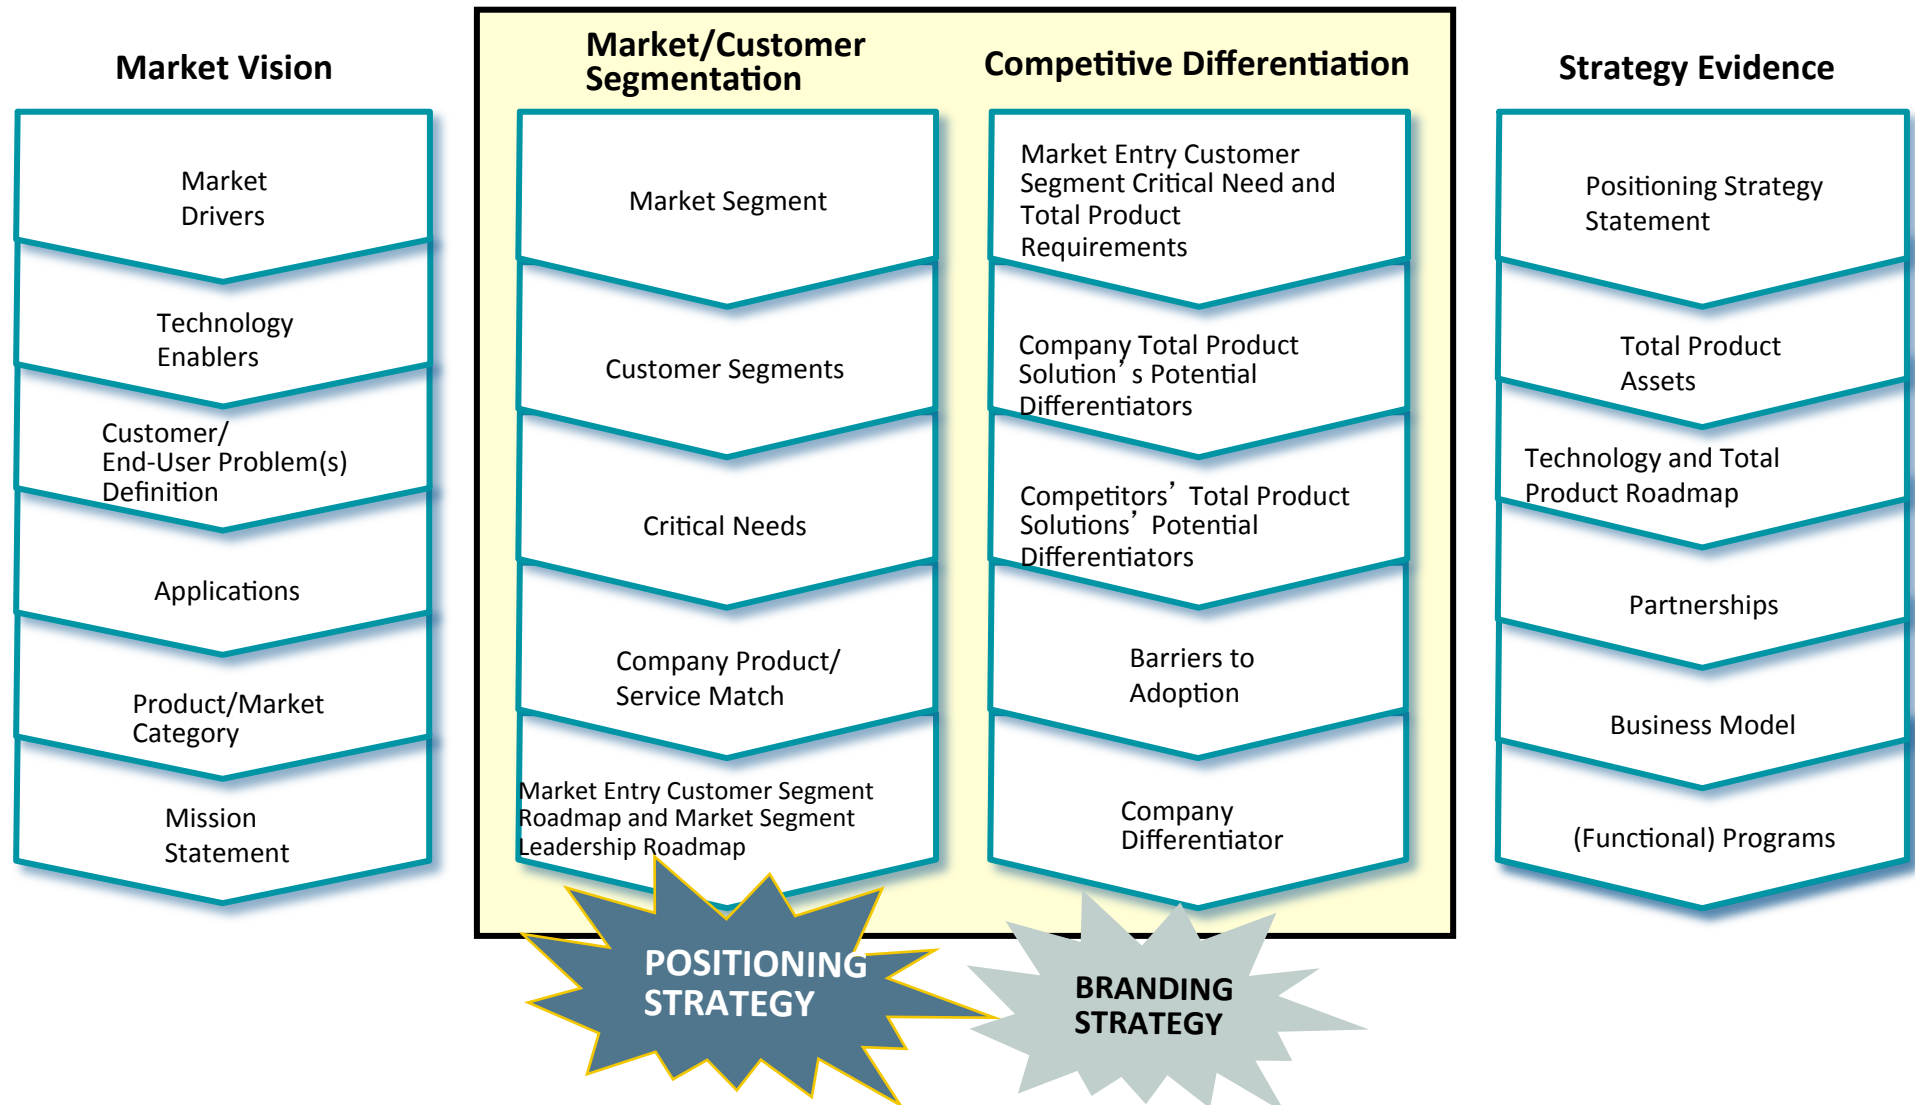 Market Vision
Market
Drivers
Technology
Enablers
Customer/
End-User Problem(s)
Definition
Applications
Product/Market
Category
Mission
Statement
Market/Customer
Segmentation
Market Segment
Customer Segments
Critical Needs
Company Product/
Service Match
Market Entry Customer Segment
Roadmap and Market Segment
Leadership Roadmap
Competitive Differentiation
Market Entry Customer
Segment Critical Need and
Total Product
Requirements
Company Total Product
Solution’s Potential
Differentiators
Competitors’ Total Product
Solutions’ Potential
Differentiators
Barriers to
Adoption
Company
Differentiator
Strategy Evidence
Positioning Strategy
Statement
Total Product
Assets
Technology and Total
Product Roadmap
Partnerships
Business Model
(Functional) Programs
POSITIONING
STRATEGY
BRANDING
STRATEGY